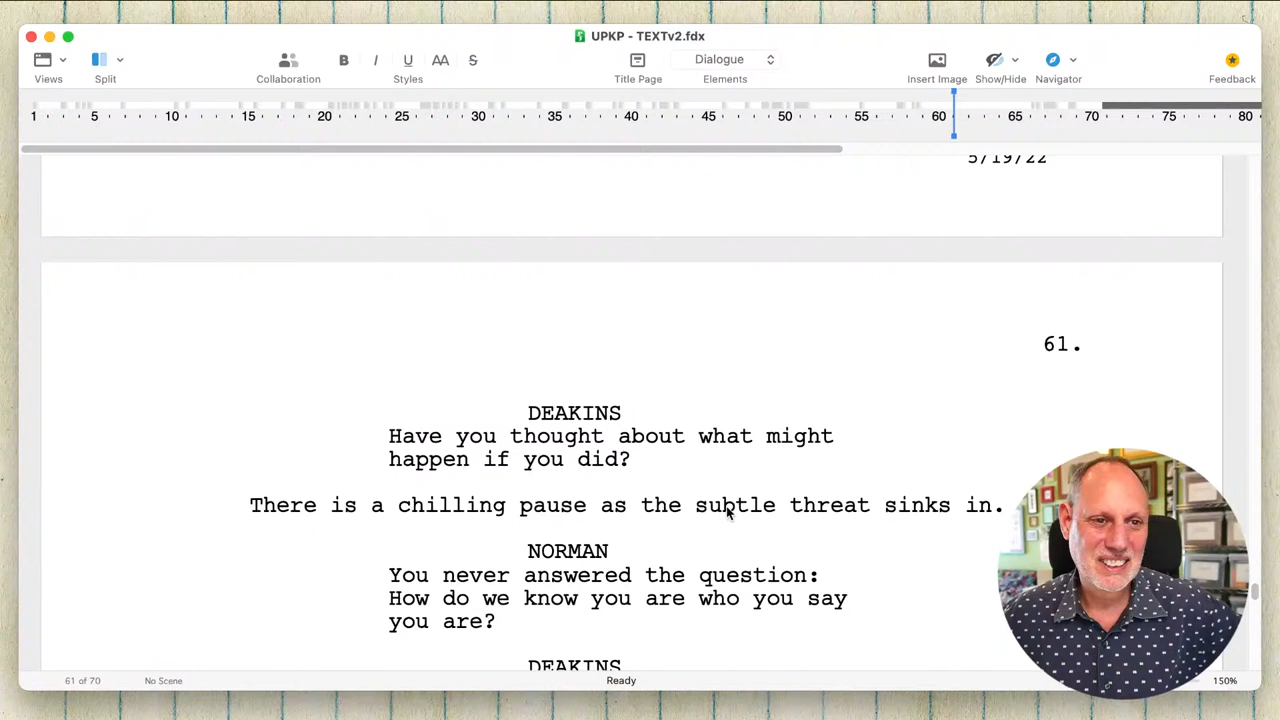 UPKP - TEXTv2.fdx
B I U AA S Dialogue
Views Split Collaboration Styles Title Page Elements Insert Image Show/Hide Navigator Feedback
1 5 10 15 20 25 30 35 40 45 50 55 60 65 70 75 80
5/19/22
61.
DEAKINS
Have you thought about what might
happen if you did?
There is a chilling pause as the subtle threat sinks in.
NORMAN
You never answered the question:
How do we know you are who you say
you are?
DEAKINS
61 of 70 No Scene Ready 150%